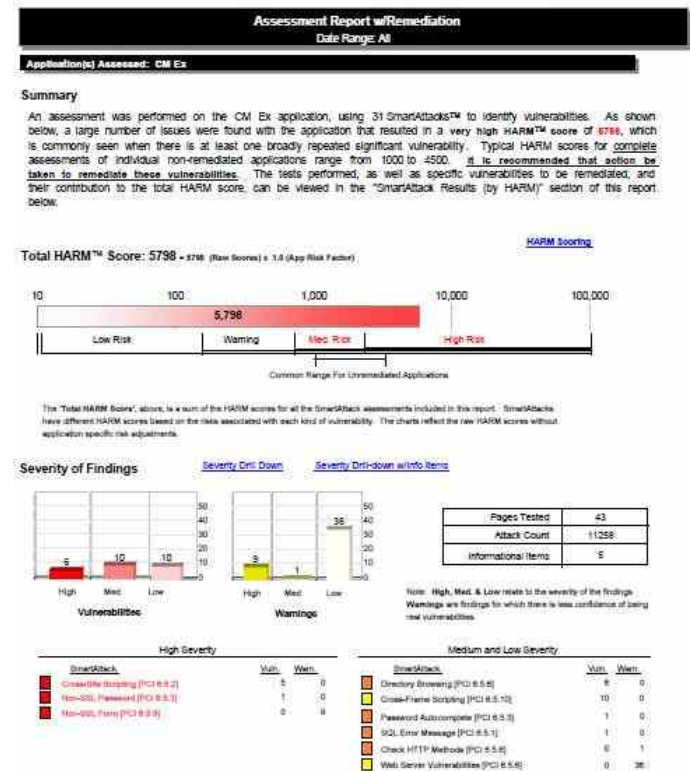 Assessment Report w/Remediation
Date Range: All
Application(s) Assessed: CM Ex
Summary
An assessment was performed on the CM Ex application, using 31 SmartAttacks™ to identify vulnerabilities. As shown
below, a large number of issues were found with the application that resulted in a very high HARM™ score of 5798, which
is commonly seen when there is at least one broadly repeated significant vulnerability. Typical HARM scores for complete
assessments of individual non-remediated applications range from 1000 to 4500. It is recommended that action be
taken to remediate these vulnerabilities. The tests performed, as well as specific vulnerabilities to be remediated, and
their contribution to the total HARM score, can be viewed in the "SmartAttack Results (by HARM)" section of this report
below.
HARM Scoring
Total HARM™ Score: 5798 = 5798 (Raw Scores) x 1.0 (App Risk Factor)
10 100 1,000 10,000 100,000
5,798
Low Risk Warning Med. Risk High Risk
Common Range For Unremediated Applications
The 'Total HARM Score', above, is a sum of the HARM scores for all the SmartAttack assessments included in this report. SmartAttacks
have different HARM scores based on the risks associated with each kind of vulnerability. The charts reflect the raw HARM scores without
application specific risk adjustments.
Severity of Findings Severity Drill Down Severity Drill-down w/Info Items
50 50
40 40
30 30
20 20
10 10
0 0
6 10 10 9 1 36
High Med Low High Med. Low
Vulnerabilities Warnings
Pages Tested 43
Attack Count 11258
Informational Items 5
Note: High, Med. & Low relate to the severity of the findings.
Warnings are findings for which there is less confidence of being
real vulnerabilities.
High Severity
SmartAttack Vuln. Warn.
Cross-Site Scripting [PCI 6.5.2] 5 0
Non-SSL Password [PCI 6.5.3] 1 0
Non-SSL Form 0 9
Medium and Low Severity
SmartAttack Vuln. Warn.
Directory Browsing [PCI 6.5.6] 0
Cross-Frame Scripting [PCI 6.5.10] 10 0
Password Autocomplete [PCI 6.5.3] 1 0
SQL Error Message [PCI 6.5.1] 1 0
Check HTTP Methods [PCI 6.5.6] 0 1
Web Server Vulnerabilities [PCI 6.5.6] 0 36